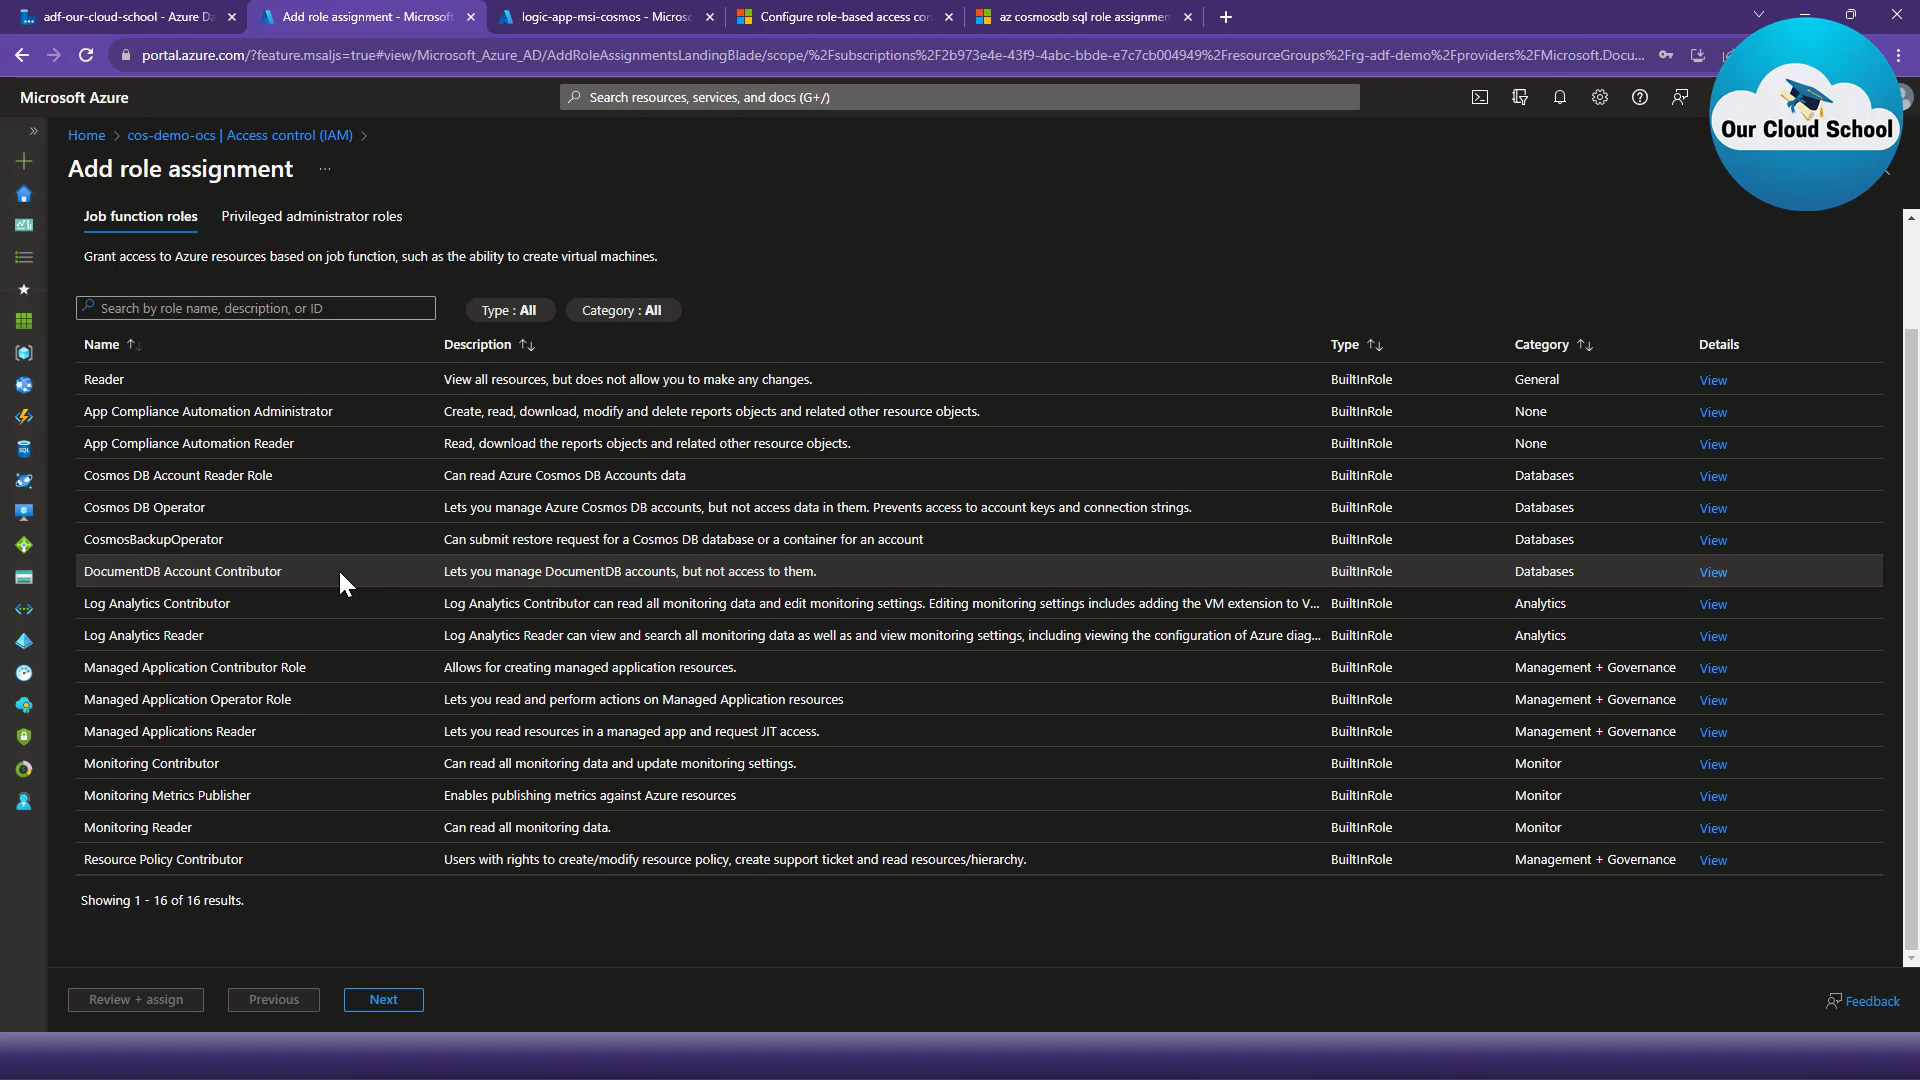 adf-our-cloud-school - Azure Da
Add role assignment - Microsoft
logic-app-msi-cosmos - Microso
Configure role-based access con
az cosmosdb sql role assignment
portal.azure.com/?feature.msaljs=true#view/Microsoft_Azure_AD/AddRoleAssignmentsLandingBlade/scope/%2Fsubscriptions%2F2b973e4e-43f9-4abc-bbde-e7c7cb004949%2FresourceGroups%2Frg-adf-demo%2Fproviders%2FMicrosoft.Docu...
Microsoft Azure
Search resources, services, and docs (G+/)
Our Cloud School
Home > cos-demo-ocs | Access control (IAM) >
Add role assignment ...
Job function roles Privileged administrator roles
Grant access to Azure resources based on job function, such as the ability to create virtual machines.
Search by role name, description, or ID Type : All Category : All
Name Description Type Category Details
Reader View all resources, but does not allow you to make any changes. BuiltInRole General View
App Compliance Automation Administrator Create, read, download, modify and delete reports objects and related other resource objects. BuiltInRole None View
App Compliance Automation Reader Read, download the reports objects and related other resource objects. BuiltInRole None View
Cosmos DB Account Reader Role Can read Azure Cosmos DB Accounts data BuiltInRole Databases View
Cosmos DB Operator Lets you manage Azure Cosmos DB accounts, but not access data in them. Prevents access to account keys and connection strings. BuiltInRole Databases View
CosmosBackupOperator Can submit restore request for a Cosmos DB database or a container for an account BuiltInRole Databases View
DocumentDB Account Contributor Lets you manage DocumentDB accounts, but not access to them. BuiltInRole Databases View
Log Analytics Contributor Log Analytics Contributor can read all monitoring data and edit monitoring settings. Editing monitoring settings includes adding the VM extension to V... BuiltInRole Analytics View
Log Analytics Reader Log Analytics Reader can view and search all monitoring data as well as and view monitoring settings, including viewing the configuration of Azure diag... BuiltInRole Analytics View
Managed Application Contributor Role Allows for creating managed application resources. BuiltInRole Management + Governance View
Managed Application Operator Role Lets you read and perform actions on Managed Application resources BuiltInRole Management + Governance View
Managed Applications Reader Lets you read resources in a managed app and request JIT access. BuiltInRole Management + Governance View
Monitoring Contributor Can read all monitoring data and update monitoring settings. BuiltInRole Monitor View
Monitoring Metrics Publisher Enables publishing metrics against Azure resources BuiltInRole Monitor View
Monitoring Reader Can read all monitoring data. BuiltInRole Monitor View
Resource Policy Contributor Users with rights to create/modify resource policy, create support ticket and read resources/hierarchy. BuiltInRole Management + Governance View
Showing 1 - 16 of 16 results.
Review + assign Previous Next Feedback